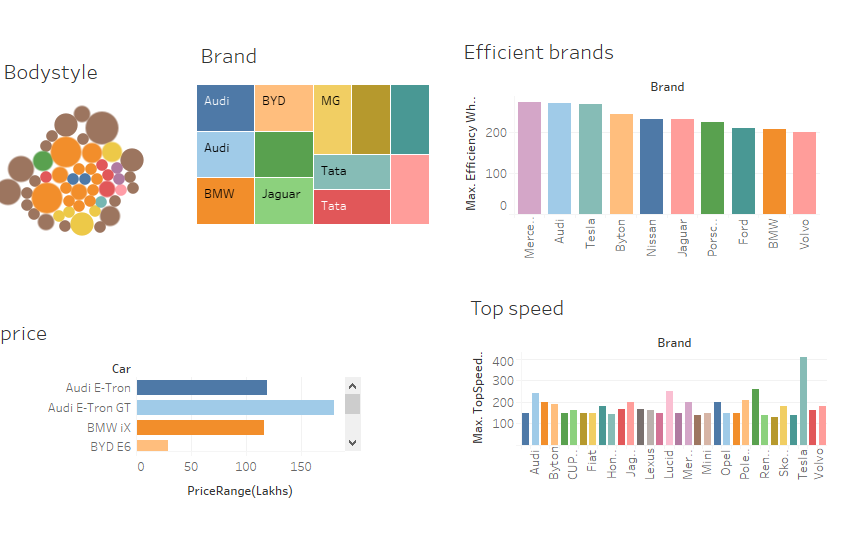 Bodystyle
Brand
Audi
BYD
MG
Audi
Tata
BMW
Jaguar
Tata
Efficient brands
Brand
Max. Efficiency Wh..
200
100
0
Merce..
Audi
Tesla
Byton
Nissan
Jaguar
Porsc..
Ford
BMW
Volvo
price
Car
Audi E-Tron
Audi E-Tron GT
BMW iX
BYD E6
0
50
100
150
PriceRange(Lakhs)
Top speed
Brand
Max. TopSpeed..
400
300
200
100
Audi
Byton
CUP..
Fiat
Hon..
Jag..
Lexus
Lucid
Mer..
Mini
Opel
Pole..
Ren..
Sko..
Tesla
Volvo